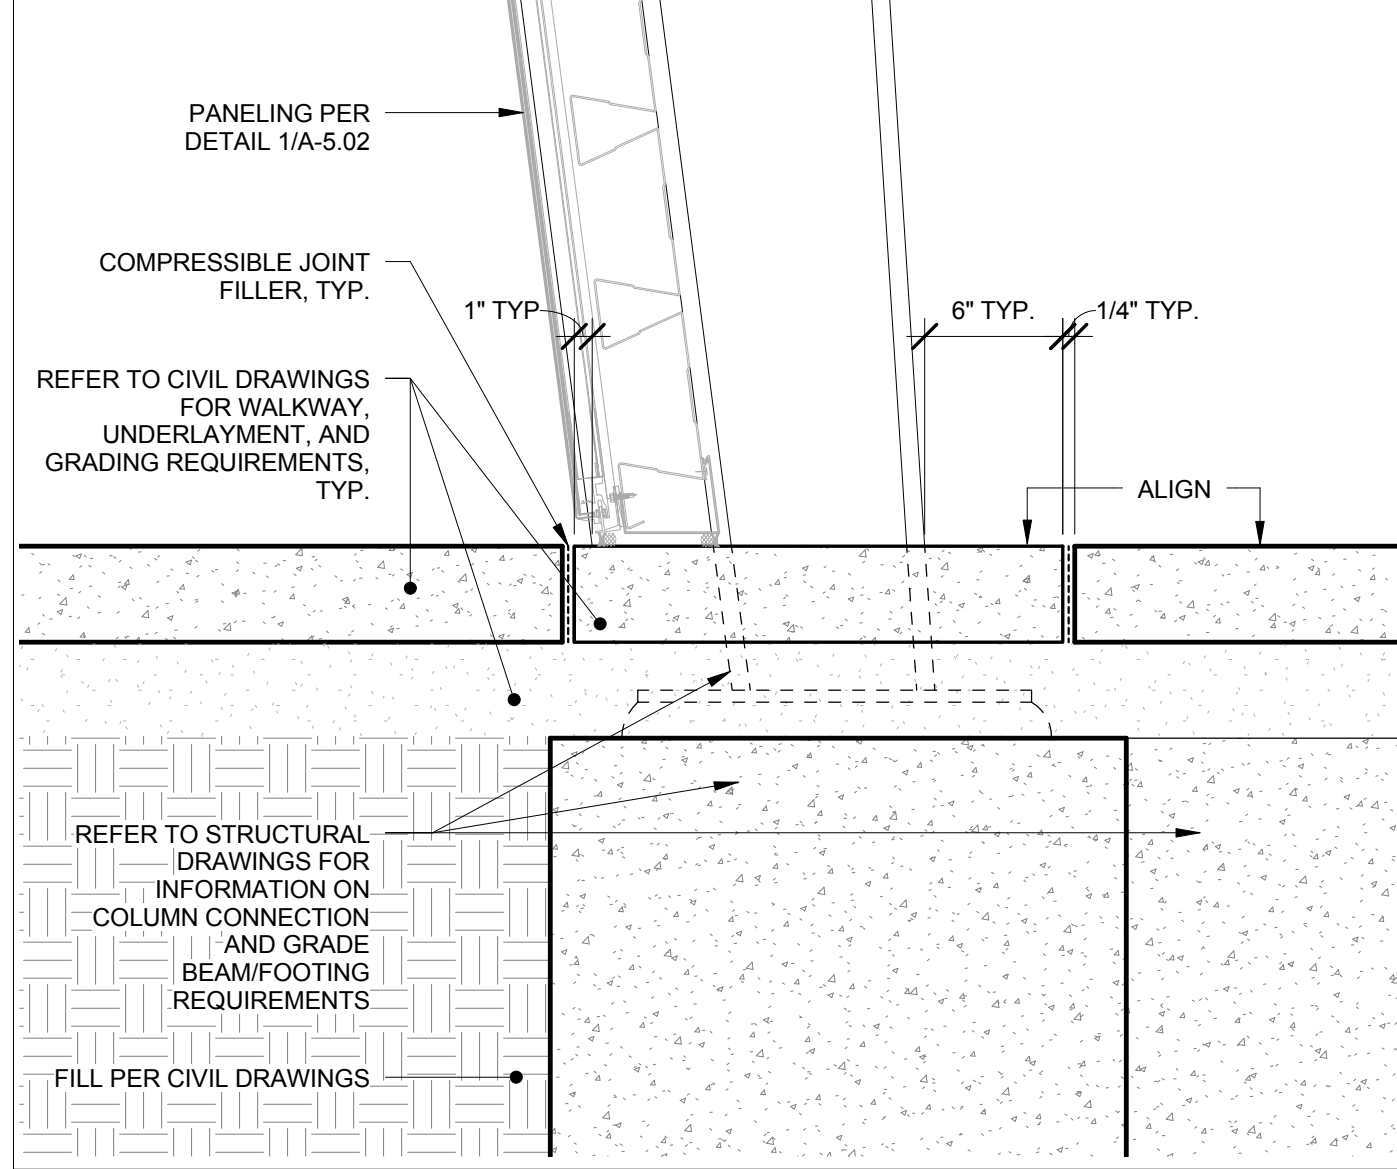 PANELING PER
DETAIL 1/A-5.02
COMPRESSIBLE JOINT
FILLER, TYP.
1" TYP
6" TYP.
1/4" TYP.
REFER TO CIVIL DRAWINGS
FOR WALKWAY,
UNDERLAYMENT, AND
GRADING REQUIREMENTS,
TYP.
ALIGN
REFER TO STRUCTURAL
DRAWINGS FOR
INFORMATION ON
COLUMN CONNECTION
AND GRADE
BEAM/FOOTING
REQUIREMENTS
FILL PER CIVIL DRAWINGS